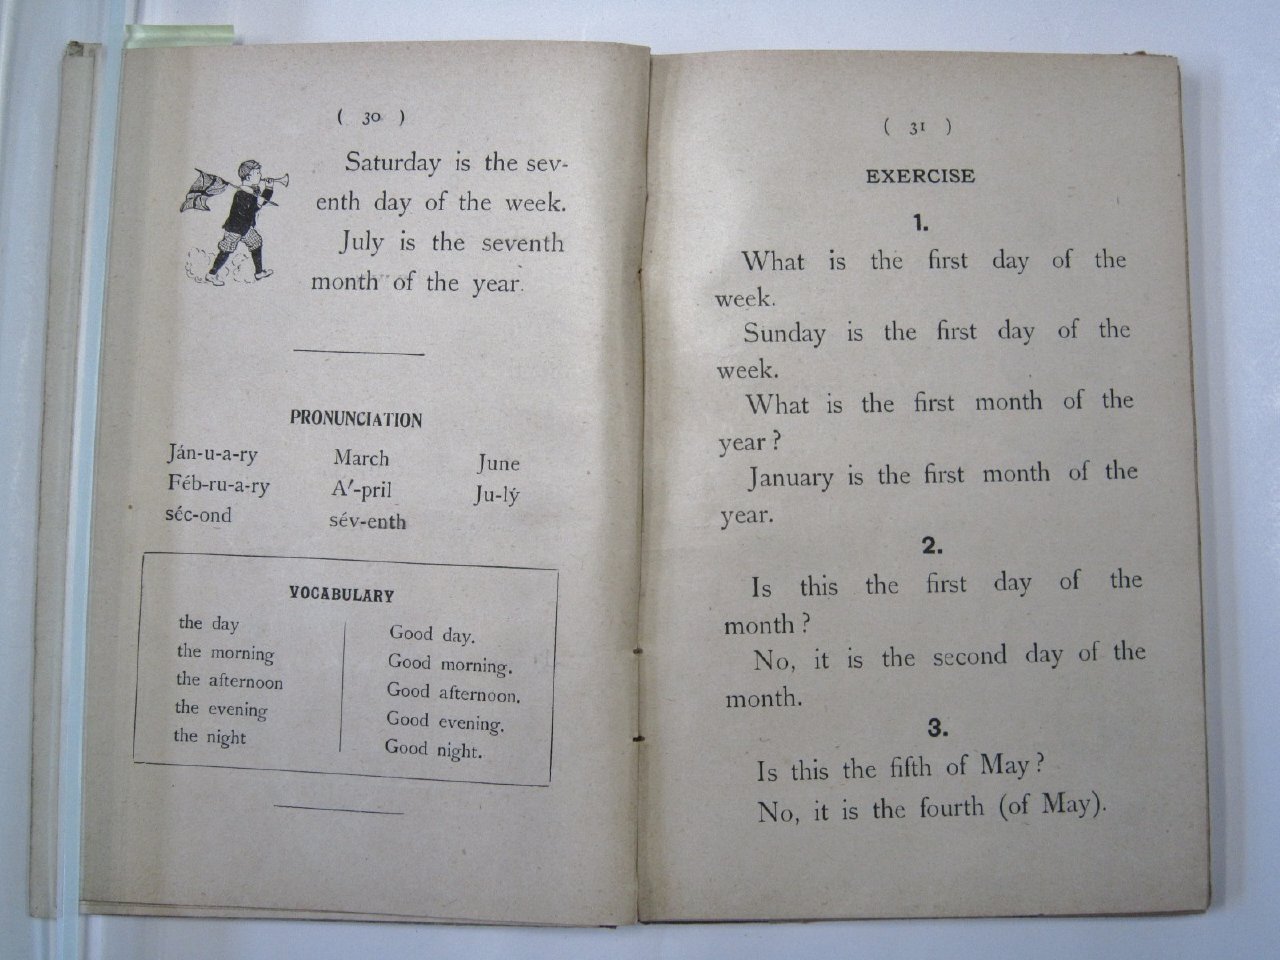 ( 30 )
Saturday is the sev-
enth day of the week.
July is the seventh
month of the year.
PRONUNCIATION
Ján-u-a-ry March June
Féb-ru-a-ry A′-pril Ju-lý
séc-ond sév-enth
VOCABULARY
the day Good day.
the morning Good morning.
the afternoon Good afternoon.
the evening Good evening.
the night Good night.
( 31 )
EXERCISE
1.
What is the first day of the
week.
Sunday is the first day of the
week.
What is the first month of the
year ?
January is the first month of the
year.
2.
Is this the first day of the
month ?
No, it is the second day of the
month.
3.
Is this the fifth of May ?
No, it is the fourth (of May).